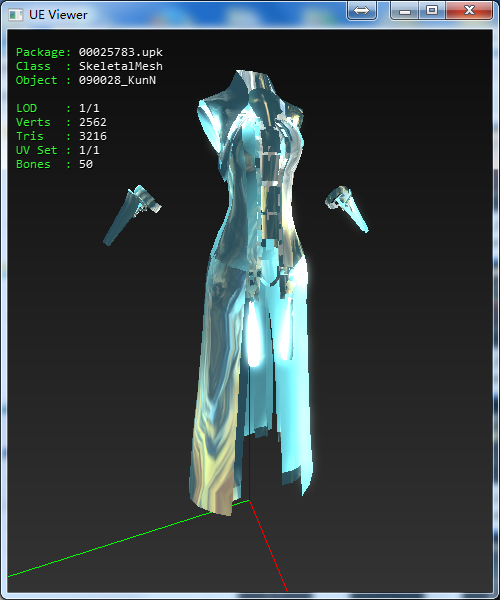 UE Viewer
Package: 00025783.upk
Class : SkeletalMesh
Object : 090028_KunN
LOD : 1/1
Verts : 2562
Tris : 3216
UV Set : 1/1
Bones : 50